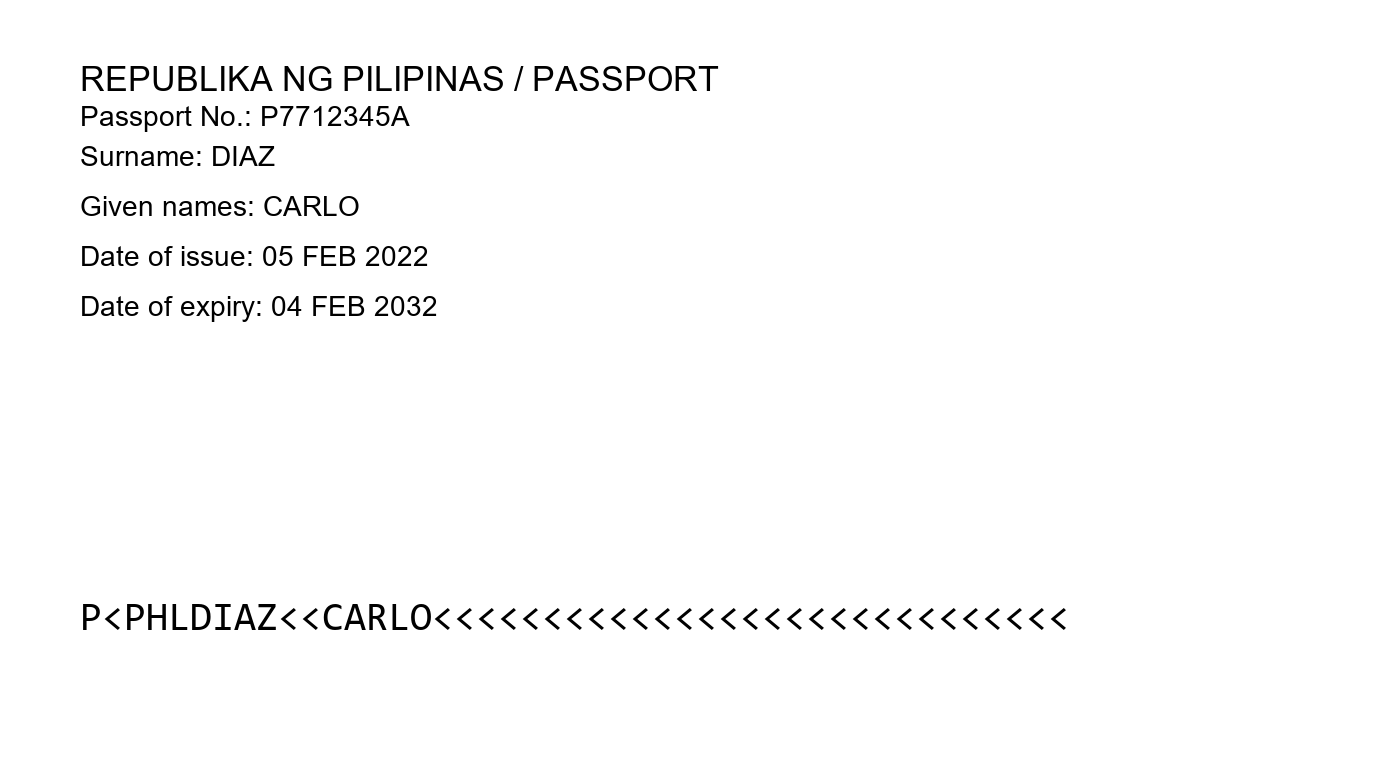 REPUBLIKA NG PILIPINAS / PASSPORT
Passport No.: P7712345A
Surname: DIAZ
Given names: CARLO
Date of issue: 05 FEB 2022
Date of expiry: 04 FEB 2032
P<PHLDIAZ<<CARLO<<<<<<<<<<<<<<<<<<<<<<<<<<<<<